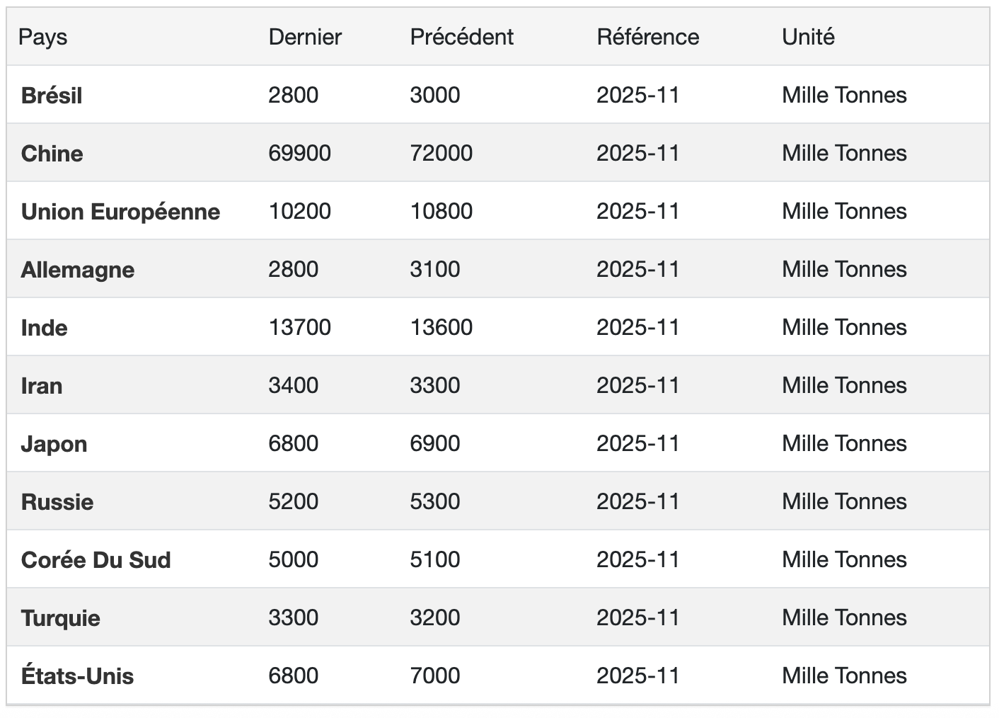 Pays Dernier Précédent Référence Unité
Brésil 2800 3000 2025-11 Mille Tonnes
Chine 69900 72000 2025-11 Mille Tonnes
Union Européenne 10200 10800 2025-11 Mille Tonnes
Allemagne 2800 3100 2025-11 Mille Tonnes
Inde 13700 13600 2025-11 Mille Tonnes
Iran 3400 3300 2025-11 Mille Tonnes
Japon 6800 6900 2025-11 Mille Tonnes
Russie 5200 5300 2025-11 Mille Tonnes
Corée Du Sud 5000 5100 2025-11 Mille Tonnes
Turquie 3300 3200 2025-11 Mille Tonnes
États-Unis 6800 7000 2025-11 Mille Tonnes